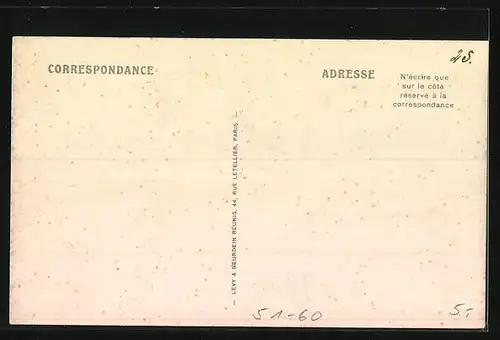 25.
CORRESPONDANCE
ADRESSE
N'écrire que
sur le côté
réservé à la
correspondance
— LÉVY & NEURDEIN RÉUNIS, 44, RUE LETELLIER, PARIS —
51-60
5.-